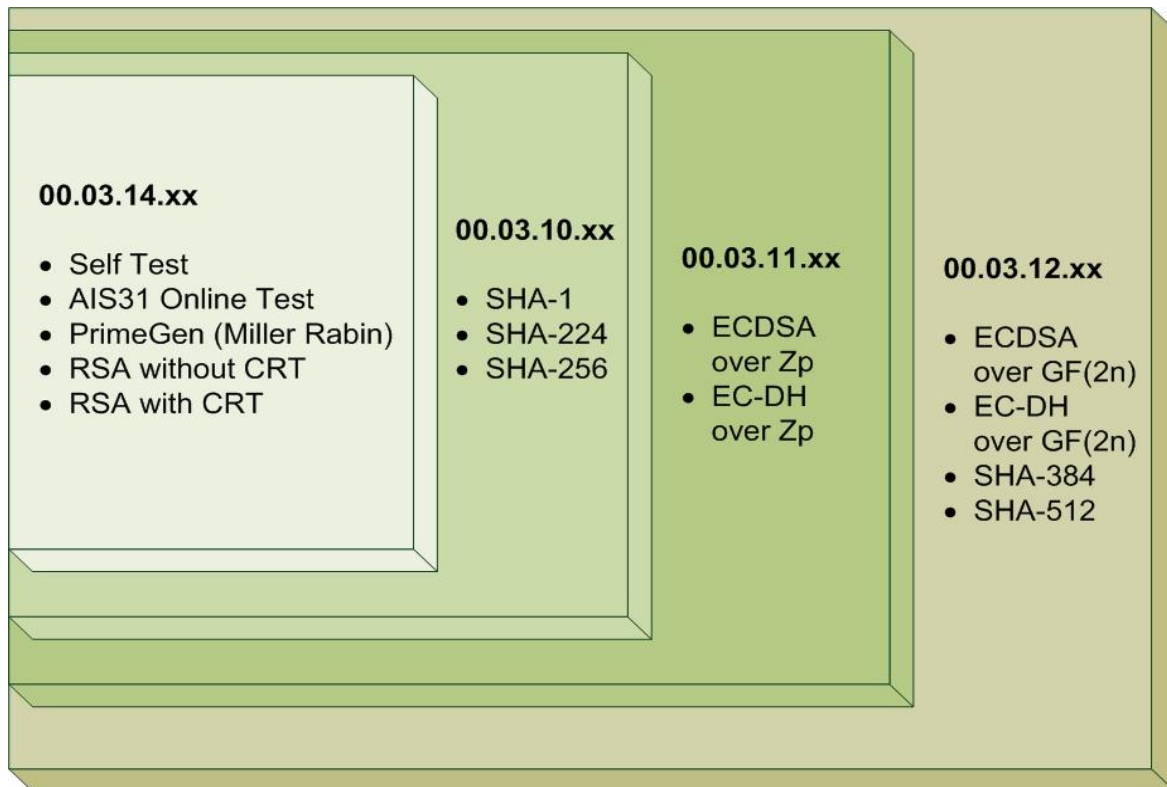 00.03.14.xx
• Self Test
• AIS31 Online Test
• PrimeGen (Miller Rabin)
• RSA without CRT
• RSA with CRT
00.03.10.xx
• SHA-1
• SHA-224
• SHA-256
00.03.11.xx
• ECDSA
over Zp
• EC-DH
over Zp
00.03.12.xx
• ECDSA
over GF(2n)
• EC-DH
over GF(2n)
• SHA-384
• SHA-512